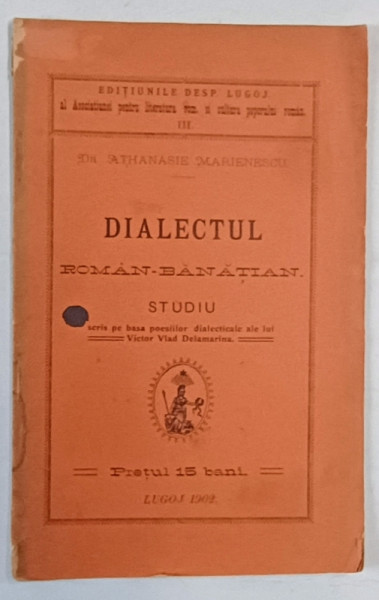 EDIȚIUNILE DESP. LUGOJ
al Asociațiunei pentru literatura rom. si cultura poporului român.
III.
Dr. ATHANASIE MARIENESCU
DIALECTUL
ROMÂN-BĂNĂȚIAN.
STUDIU
scris pe basa poesiilor dialecticale ale lui
Victor Vlad Delamarina.
Prețul 15 bani.
LUGOJ 1902.